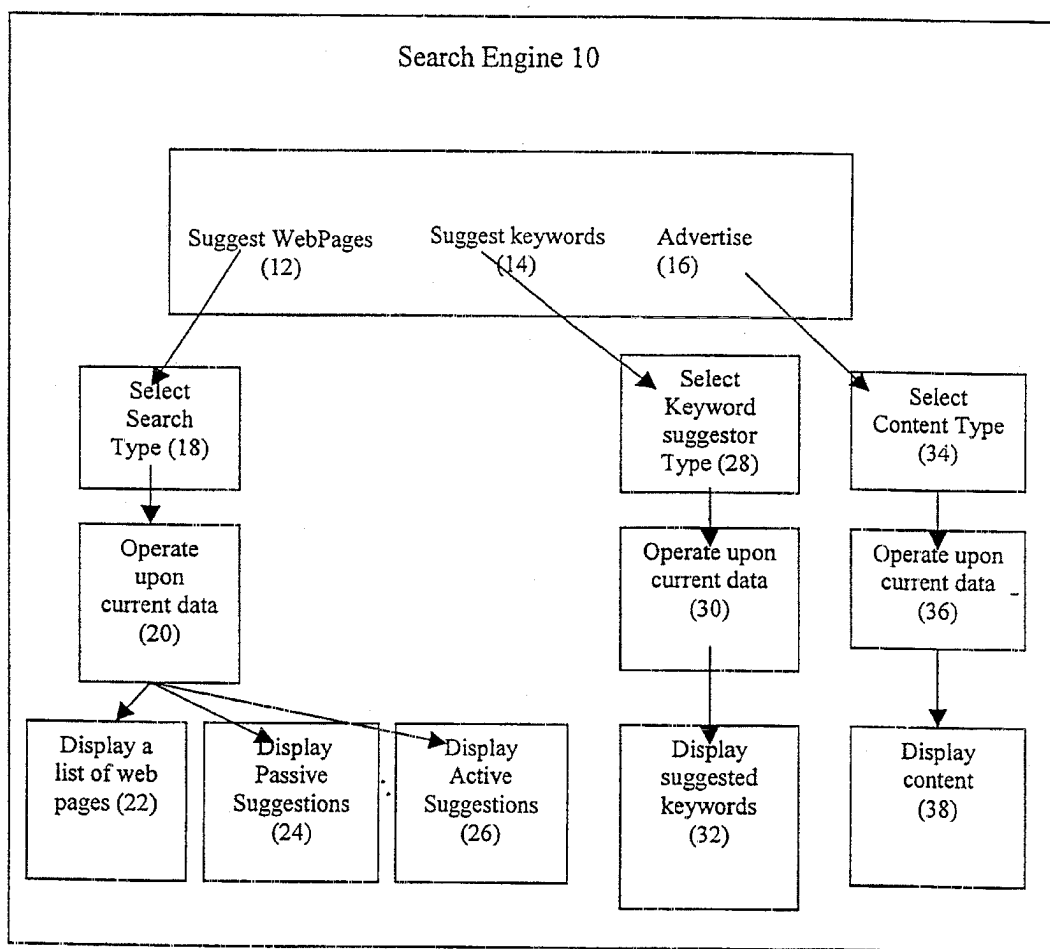 Search Engine 10
Suggest WebPages
(12)
Suggest keywords
(14)
Advertise
(16)
Select
Search
Type (18)
Select
Keyword
suggestor
Type (28)
Select
Content Type
(34)
Operate
upon
current data
(20)
Operate upon
current data
(30)
Operate upon
current data
(36)
Display a
list of web
pages (22)
Display
Passive
Suggestions
(24)
Display
Active
Suggestions
(26)
Display
suggested
keywords
(32)
Display
content
(38)